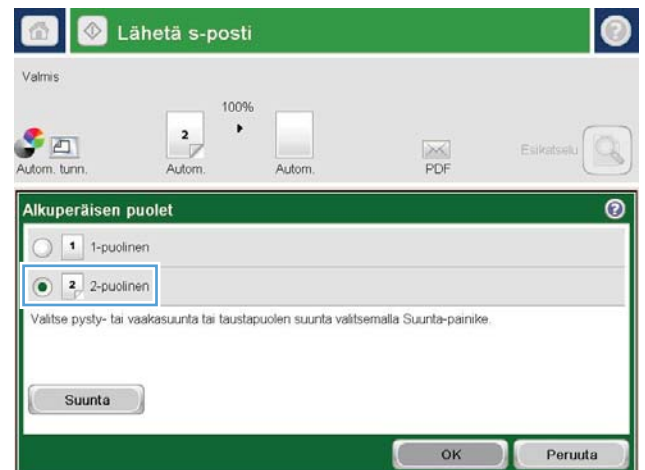 Lähetä s-posti
Valmis
100%
2
Autom. tunn.
Autom.
Autom.
PDF
Esikatselu
Alkuperäisen puolet
1 1-puolinen
2 2-puolinen
Valitse pysty- tai vaakasuunta tai taustapuolen suunta valitsemalla Suunta-painike.
Suunta
OK Peruuta